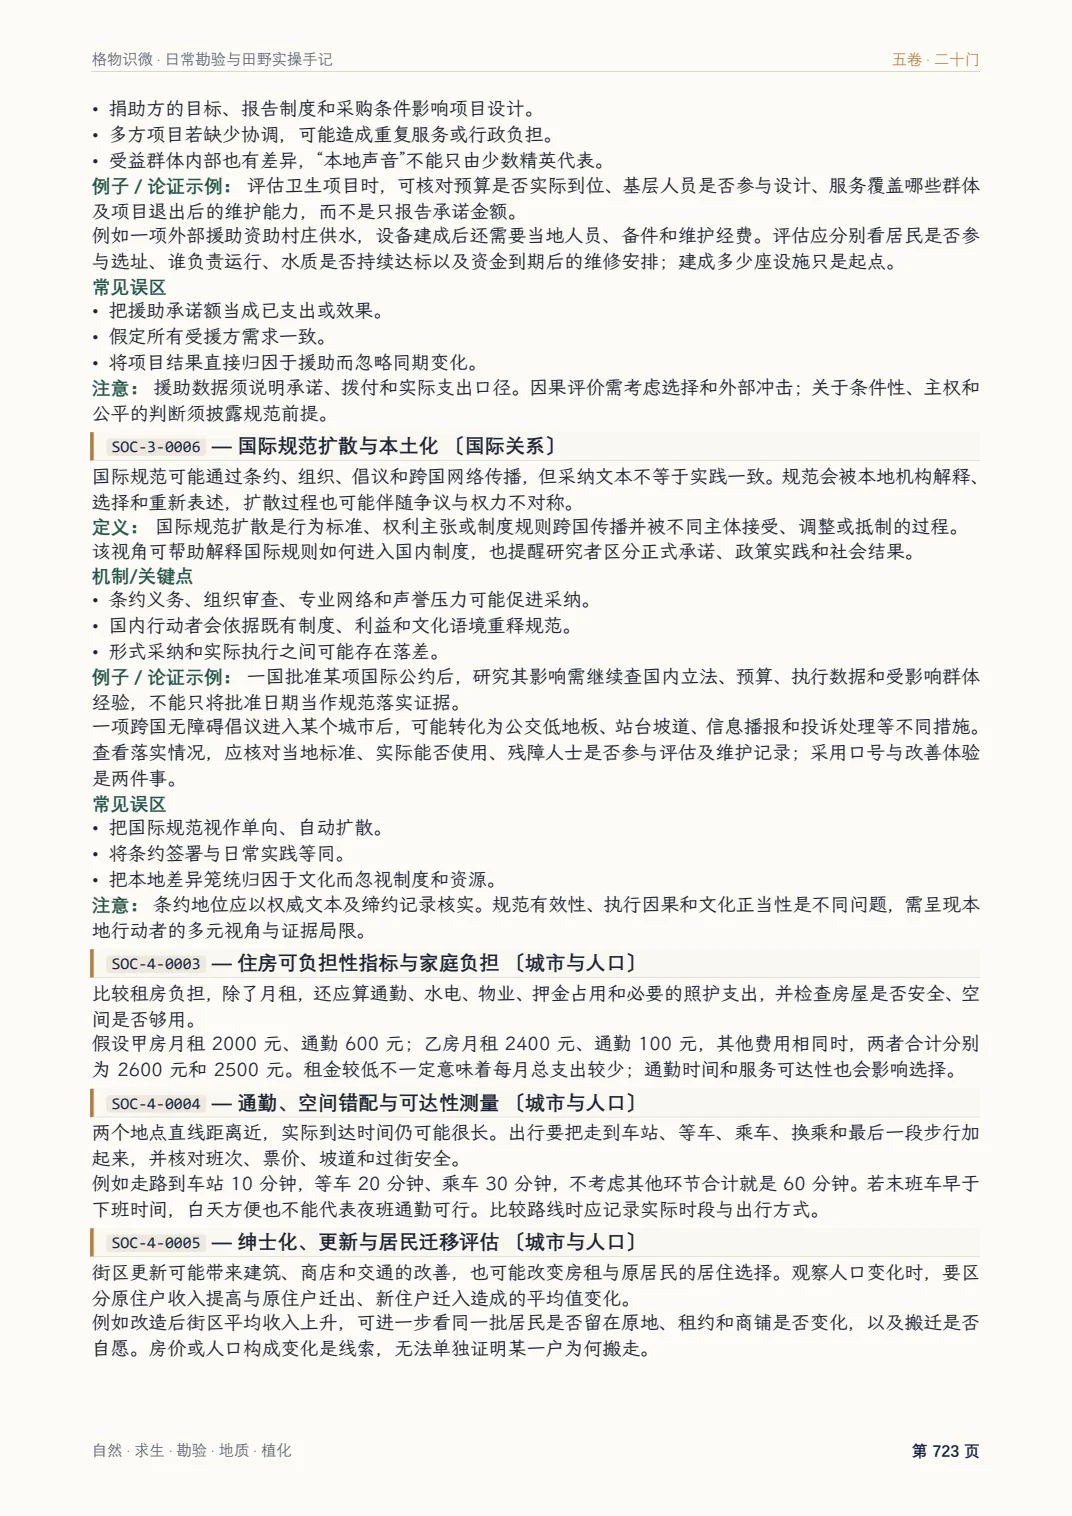 格物识微 · 日常勘验与田野实操手记
五卷 · 二十门
• 捐助方的目标、报告制度和采购条件影响项目设计。
• 多方项目若缺少协调，可能造成重复服务或行政负担。
• 受益群体内部也有差异，“本地声音”不能只由少数精英代表。
例子 / 论证示例： 评估卫生项目时，可核对预算是否实际到位、基层人员是否参与设计、服务覆盖哪些群体
及项目退出后的维护能力，而不是只报告承诺金额。
例如一项外部援助资助村庄供水，设备建成后还需要当地人员、备件和维护经费。评估应分别看居民是否参
与选址、谁负责运行、水质是否持续达标以及资金到期后的维修安排；建成多少座设施只是起点。
常见误区
• 把援助承诺额当成已支出或效果。
• 假定所有受援方需求一致。
• 将项目结果直接归因于援助而忽略同期变化。
注意： 援助数据须说明承诺、拨付和实际支出口径。因果评价需考虑选择和外部冲击；关于条件性、主权和
公平的判断须披露规范前提。
SOC-3-0006 — 国际规范扩散与本土化 〔国际关系〕
国际规范可能通过条约、组织、倡议和跨国网络传播，但采纳文本不等于实践一致。规范会被本地机构解释、
选择和重新表述，扩散过程也可能伴随争议与权力不对称。
定义： 国际规范扩散是行为标准、权利主张或制度规则跨国传播并被不同主体接受、调整或抵制的过程。
该视角可帮助解释国际规则如何进入国内制度，也提醒研究者区分正式承诺、政策实践和社会结果。
机制/关键点
• 条约义务、组织审查、专业网络和声誉压力可能促进采纳。
• 国内行动者会依据既有制度、利益和文化语境重释规范。
• 形式采纳和实际执行之间可能存在落差。
例子 / 论证示例： 一国批准某项国际公约后，研究其影响需继续查国内立法、预算、执行数据和受影响群体
经验，不能只将批准日期当作规范落实证据。
一项跨国无障碍倡议进入某个城市后，可能转化为公交低地板、站台坡道、信息播报和投诉处理等不同措施。
查看落实情况，应核对当地标准、实际能否使用、残障人士是否参与评估及维护记录；采用口号与改善体验
是两件事。
常见误区
• 把国际规范视作单向、自动扩散。
• 将条约签署与日常实践等同。
• 把本地差异笼统归因于文化而忽视制度和资源。
注意： 条约地位应以权威文本及缔约记录核实。规范有效性、执行因果和文化正当性是不同问题，需呈现本
地行动者的多元视角与证据局限。
SOC-4-0003 — 住房可负担性指标与家庭负担 〔城市与人口〕
比较租房负担，除了月租，还应算通勤、水电、物业、押金占用和必要的照护支出，并检查房屋是否安全、空
间是否够用。
假设甲房月租 2000 元、通勤 600 元；乙房月租 2400 元、通勤 100 元，其他费用相同时，两者合计分别
为 2600 元和 2500 元。租金较低不一定意味着每月总支出较少；通勤时间和服务可达性也会影响选择。
SOC-4-0004 — 通勤、空间错配与可达性测量 〔城市与人口〕
两个地点直线距离近，实际到达时间仍可能很长。出行要把走到车站、等车、乘车、换乘和最后一段步行加
起来，并核对班次、票价、坡道和过街安全。
例如走路到车站 10 分钟，等车 20 分钟、乘车 30 分钟，不考虑其他环节合计就是 60 分钟。若末班车早于
下班时间，白天方便也不能代表夜班通勤可行。比较路线时应记录实际时段与出行方式。
SOC-4-0005 — 绅士化、更新与居民迁移评估 〔城市与人口〕
街区更新可能带来建筑、商店和交通的改善，也可能改变房租与原居民的居住选择。观察人口变化时，要区
分原住户收入提高与原住户迁出、新住户迁入造成的平均值变化。
例如改造后街区平均收入上升，可进一步看同一批居民是否留在原地、租约和商铺是否变化，以及搬迁是否
自愿。房价或人口构成变化是线索，无法单独证明某一户为何搬走。
自然 · 求生 · 勘验 · 地质 · 植化
第 723 页